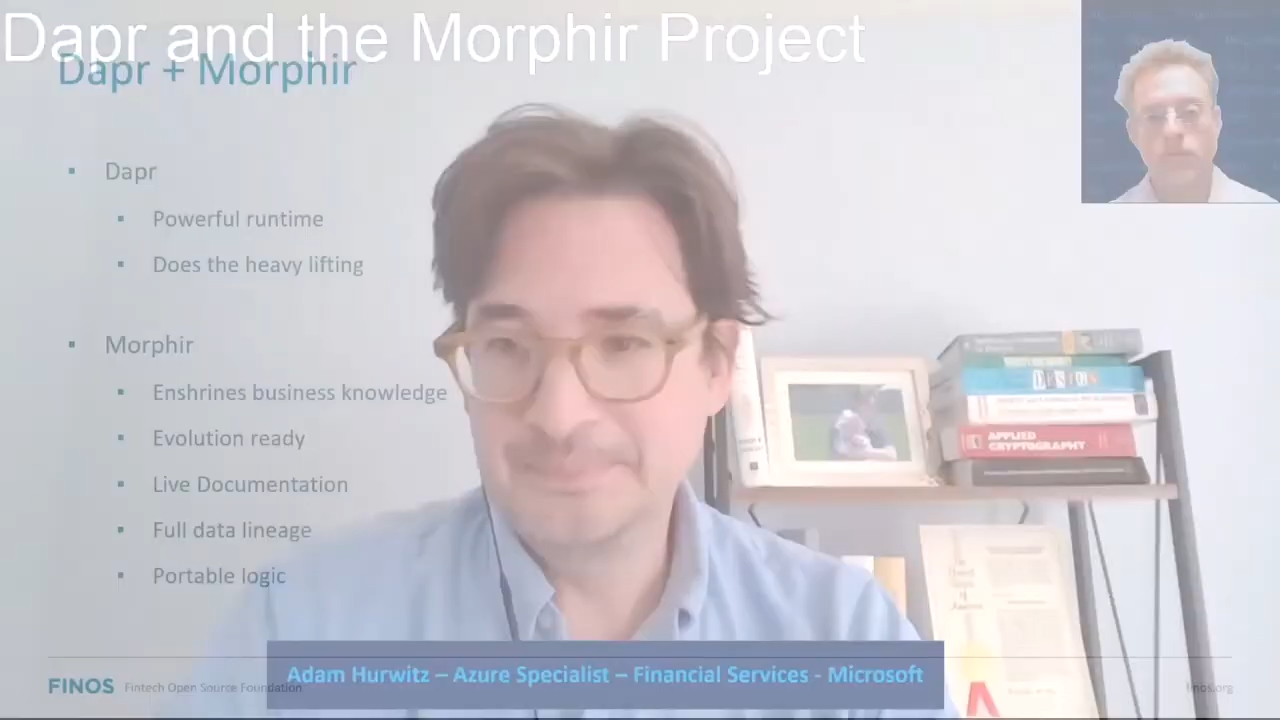 Dapr and the Morphir Project
Dapr + Morphir
Dapr
Powerful runtime
Does the heavy lifting
Morphir
Enshrines business knowledge
Evolution ready
Live Documentation
Full data lineage
Portable logic
DESIGN
APPLIED
CRYPTOGRAPHY
Adam Hurwitz – Azure Specialist – Financial Services - Microsoft
FINOS Fintech Open Source Foundation
finos.org